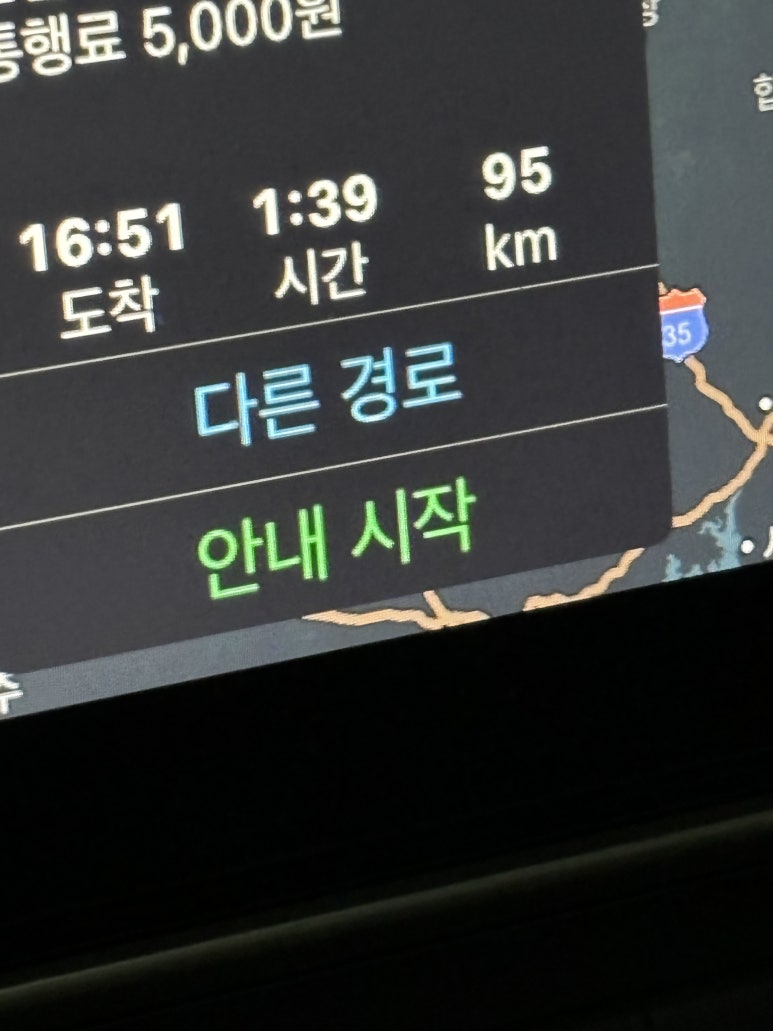 통행료 5,000원
16:51 1:39 95
도착 시간 km
다른 경로
안내 시작
35